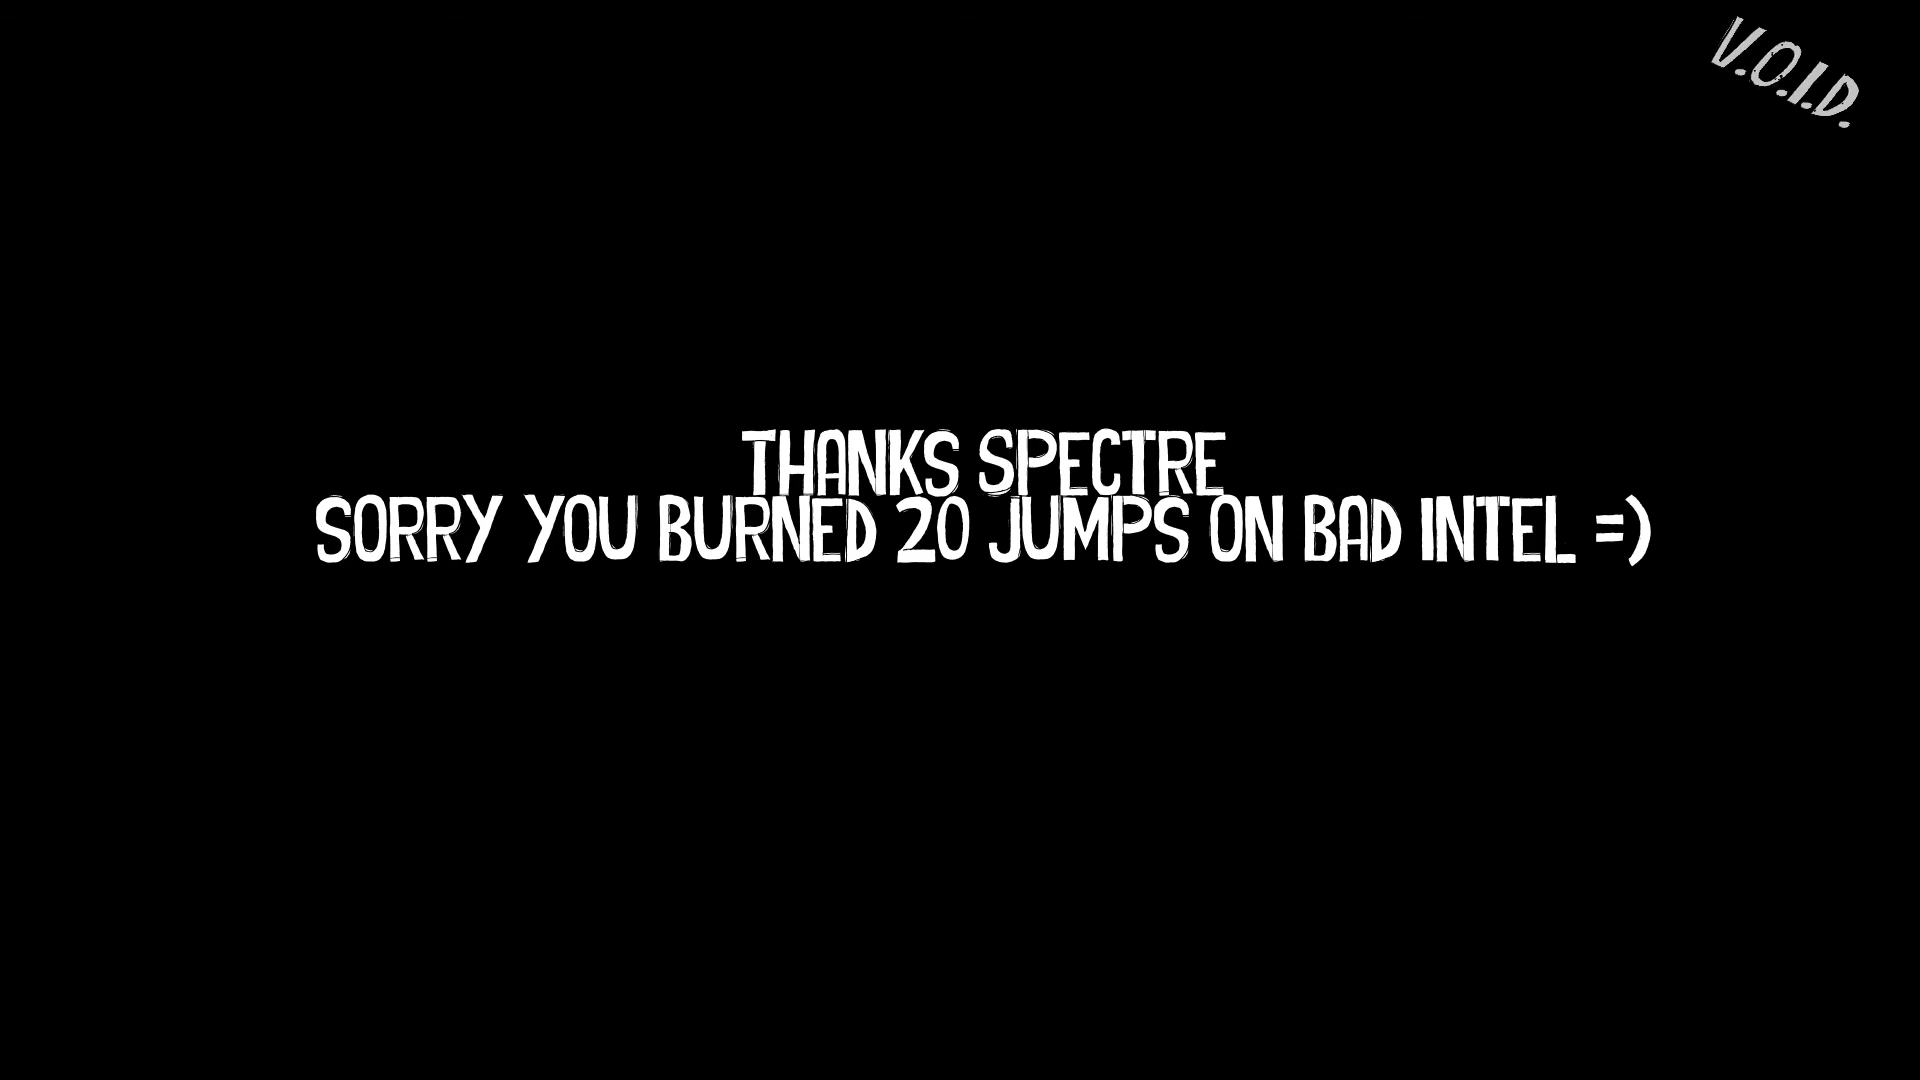 V.O.I.D.
THANKS SPECTRE
SORRY YOU BURNED 20 JUMPS ON BAD INTEL =)